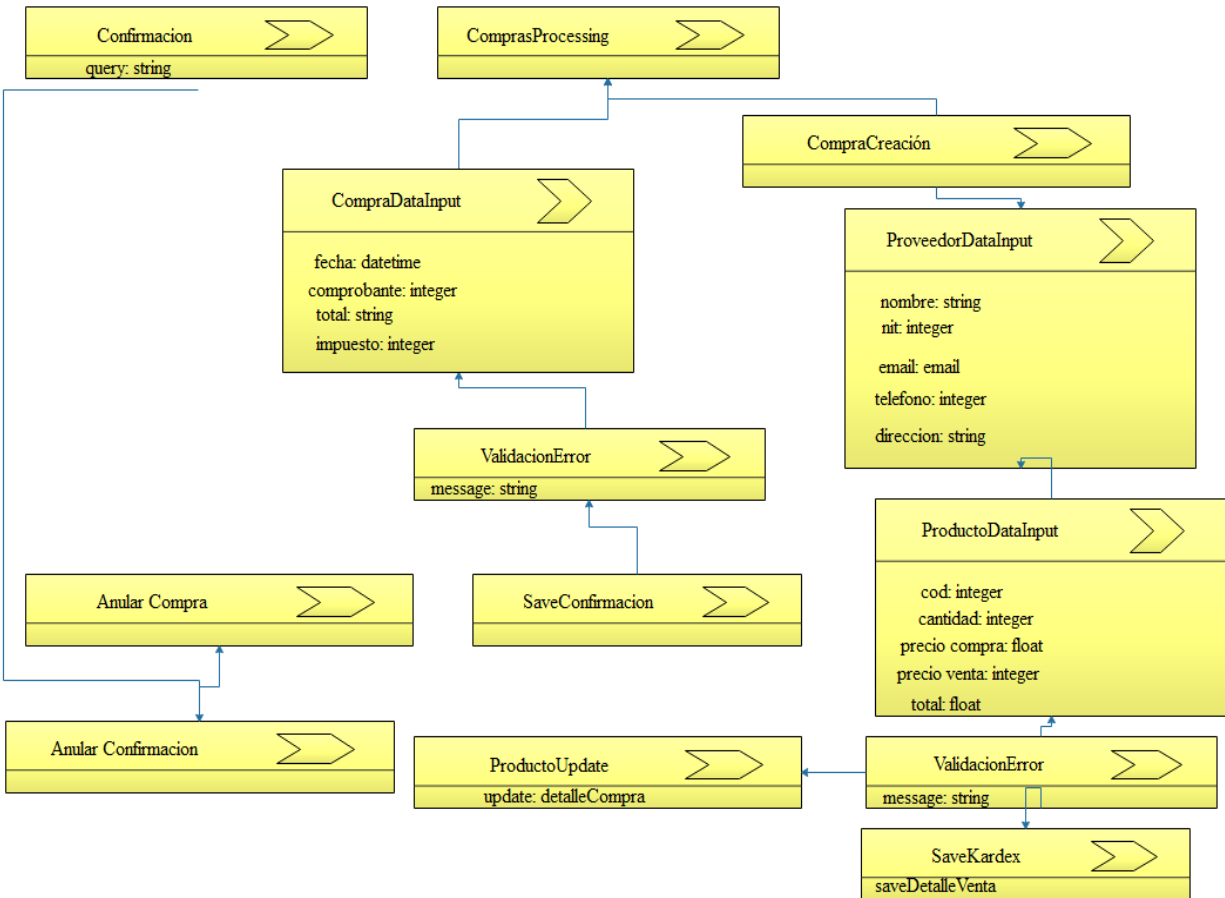 Confirmacion
query: string
ComprasProcessing
CompraCreación
CompraDataInput
fecha: datetime
comprobante: integer
total: string
impuesto: integer
ProveedorDataInput
nombre: string
nit: integer
email: email
telefono: integer
direccion: string
ValidacionError
message: string
ProductoDataInput
cod: integer
cantidad: integer
precio compra: float
precio venta: integer
total: float
Anular Compra
SaveConfirmacion
Anular Confirmacion
ProductoUpdate
update: detalleCompra
ValidacionError
message: string
SaveKardex
saveDetalleVenta